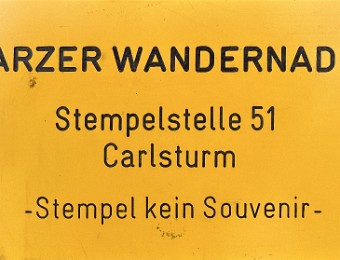 ARZER WANDERNAD
Stempelstelle 51
Carlsturm
-Stempel kein Souvenir-